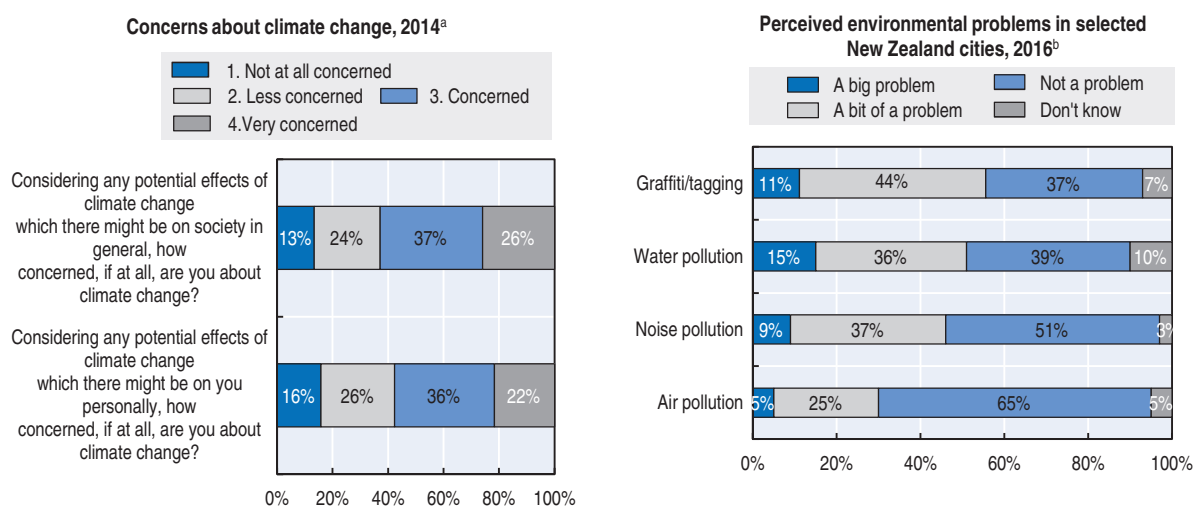 Concerns about climate change, 2014ᵃ
1. Not at all concerned
2. Less concerned 3. Concerned
4.Very concerned
Considering any potential effects of
climate change
which there might be on society in
general, how
concerned, if at all, are you about
climate change?
13% 24% 37% 26%
Considering any potential effects of
climate change
which there might be on you
personally, how
concerned, if at all, are you about
climate change?
16% 26% 36% 22%
0% 20% 40% 60% 80% 100%
Perceived environmental problems in selected
New Zealand cities, 2016ᵇ
A big problem Not a problem
A bit of a problem Don't know
Graffiti/tagging 11% 44% 37% 7%
Water pollution 15% 36% 39% 10%
Noise pollution 9% 37% 51% 3%
Air pollution 5% 25% 65% 5%
0% 20% 40% 60% 80% 100%